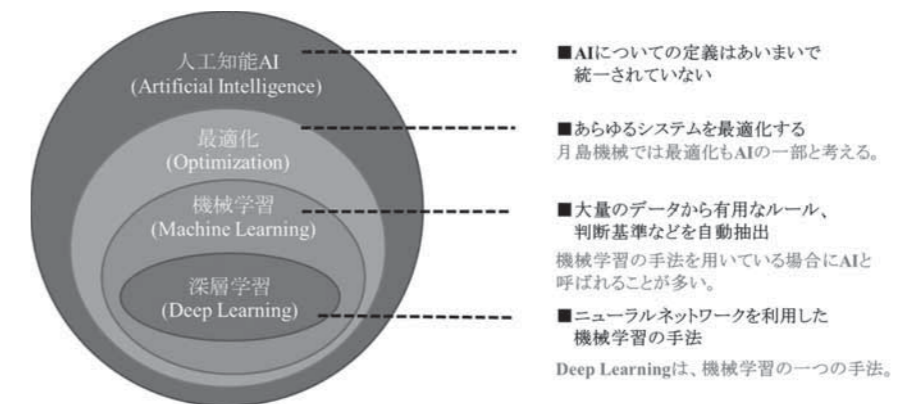 人工知能AI
(Artificial Intelligence)
最適化
(Optimization)
機械学習
(Machine Learning)
深層学習
(Deep Learning)
■AIについての定義はあいまいで
統一されていない
■あらゆるシステムを最適化する
月島機械では最適化もAIの一部と考える。
■大量のデータから有用なルール、
判断基準などを自動抽出
機械学習の手法を用いている場合にAIと
呼ばれることが多い。
■ニューラルネットワークを利用した
機械学習の手法
Deep Learningは、機械学習の一つの手法。